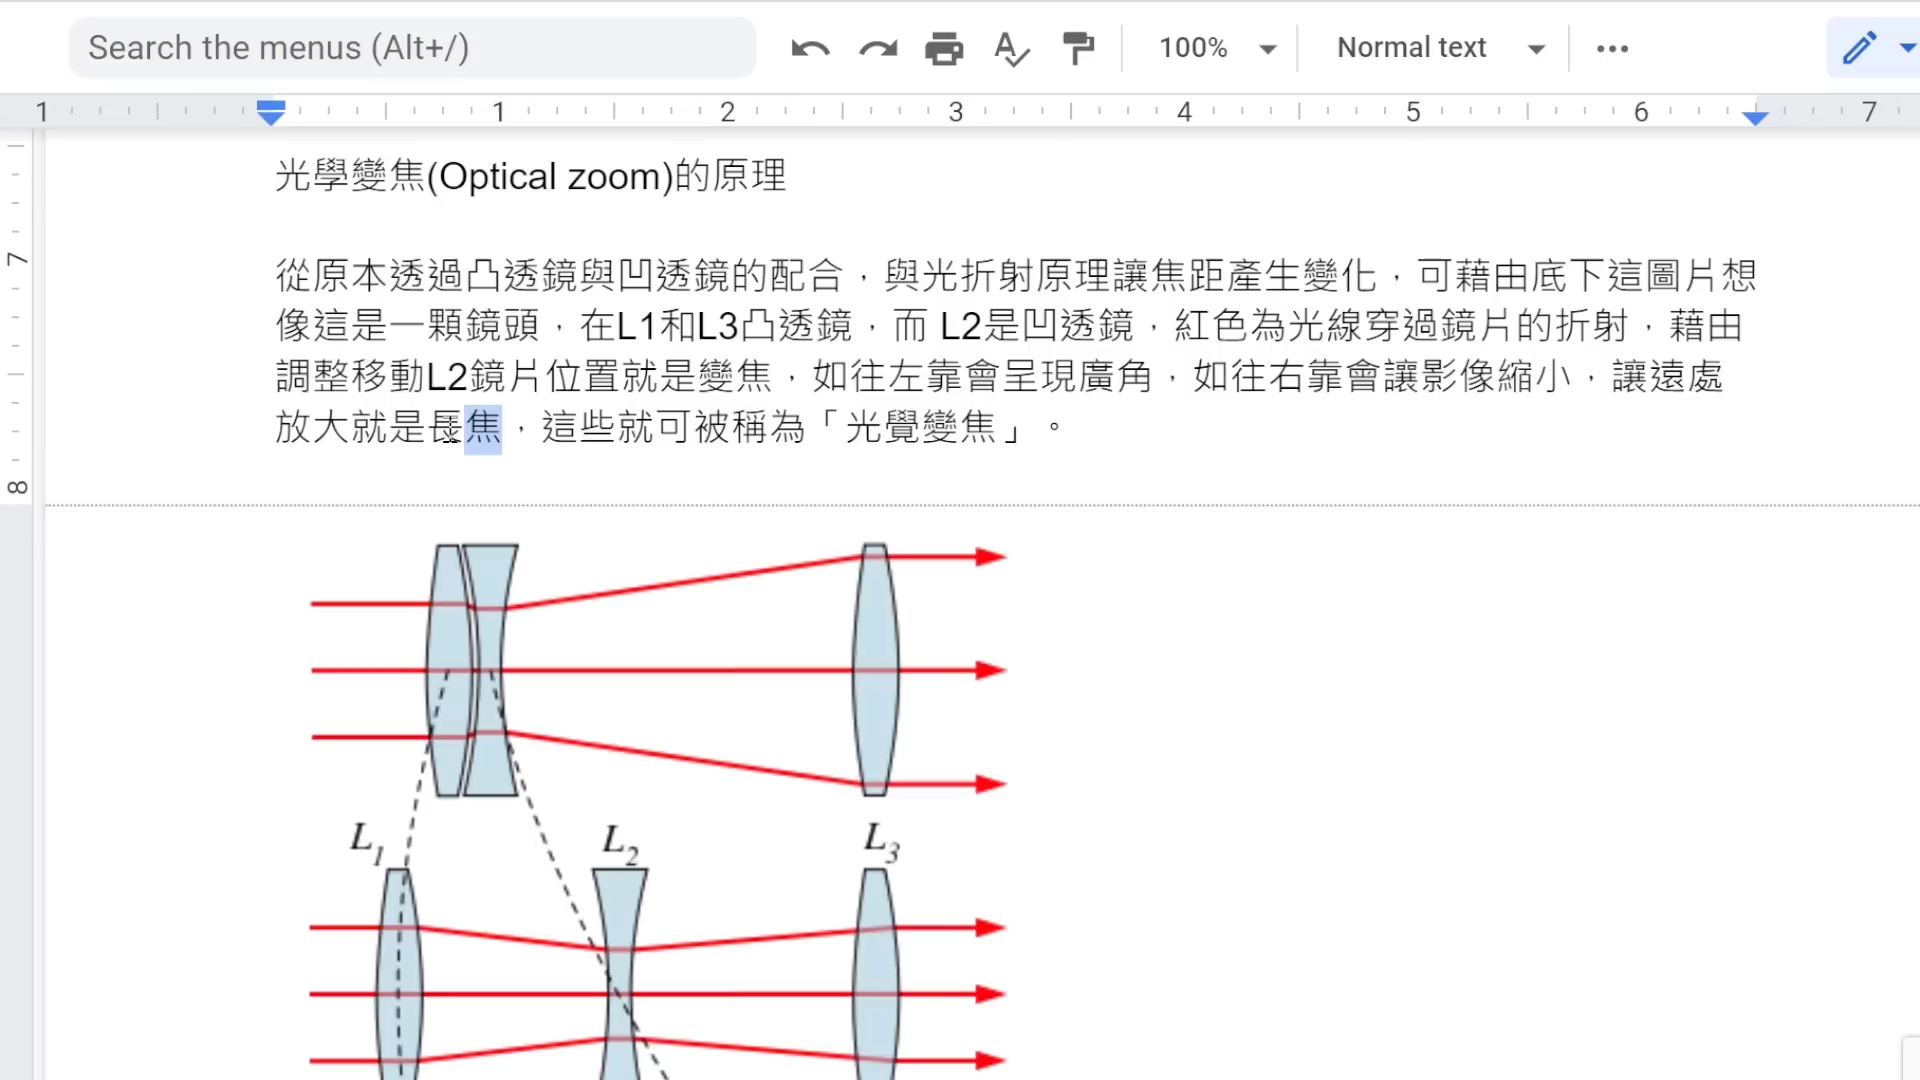 Search the menus (Alt+/)
100%
Normal text
1 1 2 3 4 5 6 7
7
8
光學變焦(Optical zoom)的原理
從原本透過凸透鏡與凹透鏡的配合，與光折射原理讓焦距產生變化，可藉由底下這圖片想
像這是一顆鏡頭，在L1和L3凸透鏡，而 L2是凹透鏡，紅色為光線穿過鏡片的折射，藉由
調整移動L2鏡片位置就是變焦，如往左靠會呈現廣角，如往右靠會讓影像縮小，讓遠處
放大就是長焦，這些就可被稱為「光覺變焦」。
L1 L2 L3